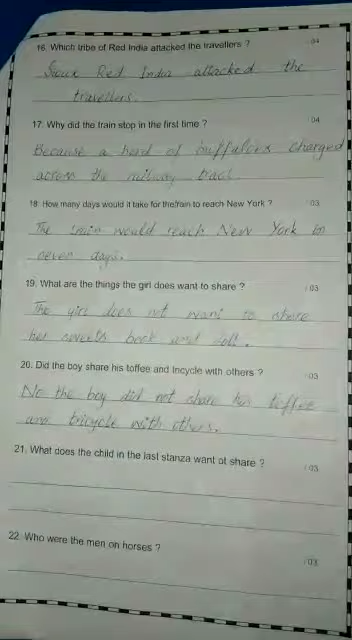 16. Which tribe of Red India attacked the travellers ? 04
Sioux Red India attacked the
travellers.
17. Why did the train stop in the first time ? 04
Because a herd of buffaloes charged
across the railway track.
18. How many days would it take for the train to reach New York ? 03
The train would reach New York in
seven days.
19. What are the things the girl does want to share ? 03
The girl does not want to share
her sweets book and doll.
20. Did the boy share his toffee and tricycle with others ? 03
No the boy did not share his toffee
and tricycle with others.
21. What does the child in the last stanza want ot share ? 03
22. Who were the men on horses ? 03